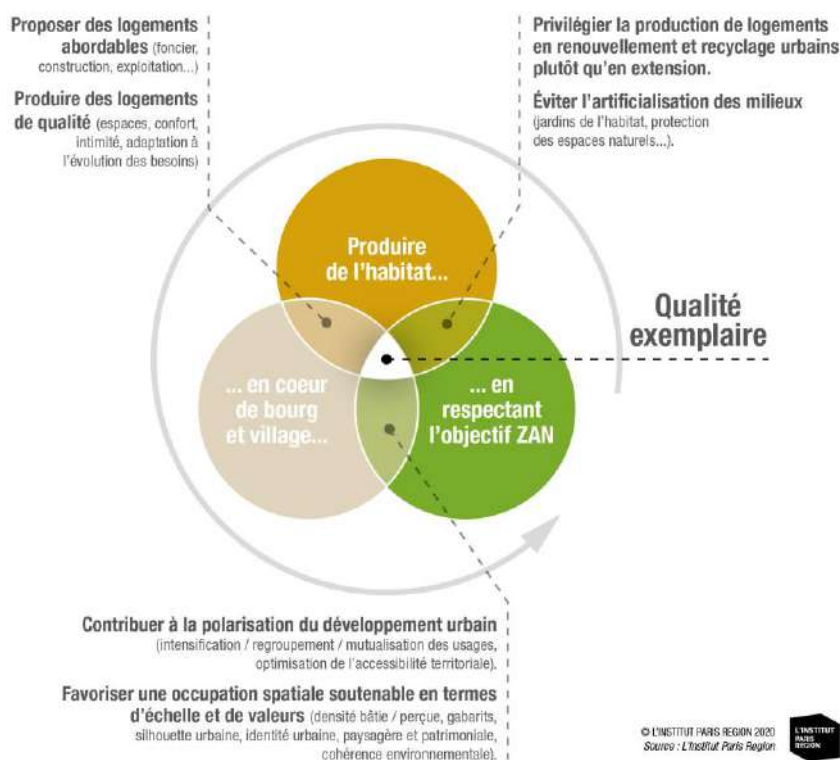 Proposer des logements
abordables (foncier,
construction, exploitation...)
Produire des logements
de qualité (espaces, confort,
intimité, adaptation à
l'évolution des besoins)
Privilégier la production de logements
en renouvellement et recyclage urbains
plutôt qu'en extension.
Éviter l'artificialisation des milieux
(jardins de l'habitat, protection
des espaces naturels...).
Produire
de l'habitat...
Qualité
exemplaire
... en coeur
de bourg
et village...
... en
respectant
l'objectif ZAN
Contribuer à la polarisation du développement urbain
(intensification / regroupement / mutualisation des usages,
optimisation de l'accessibilité territoriale).
Favoriser une occupation spatiale soutenable en termes
d'échelle et de valeurs (densité bâtie / perçue, gabarits,
silhouette urbaine, identité urbaine, paysagère et patrimoniale,
cohérence environnementale).
© L'INSTITUT PARIS REGION 2020
Source : L'Institut Paris Region
L'INSTITUT
PARIS
REGION